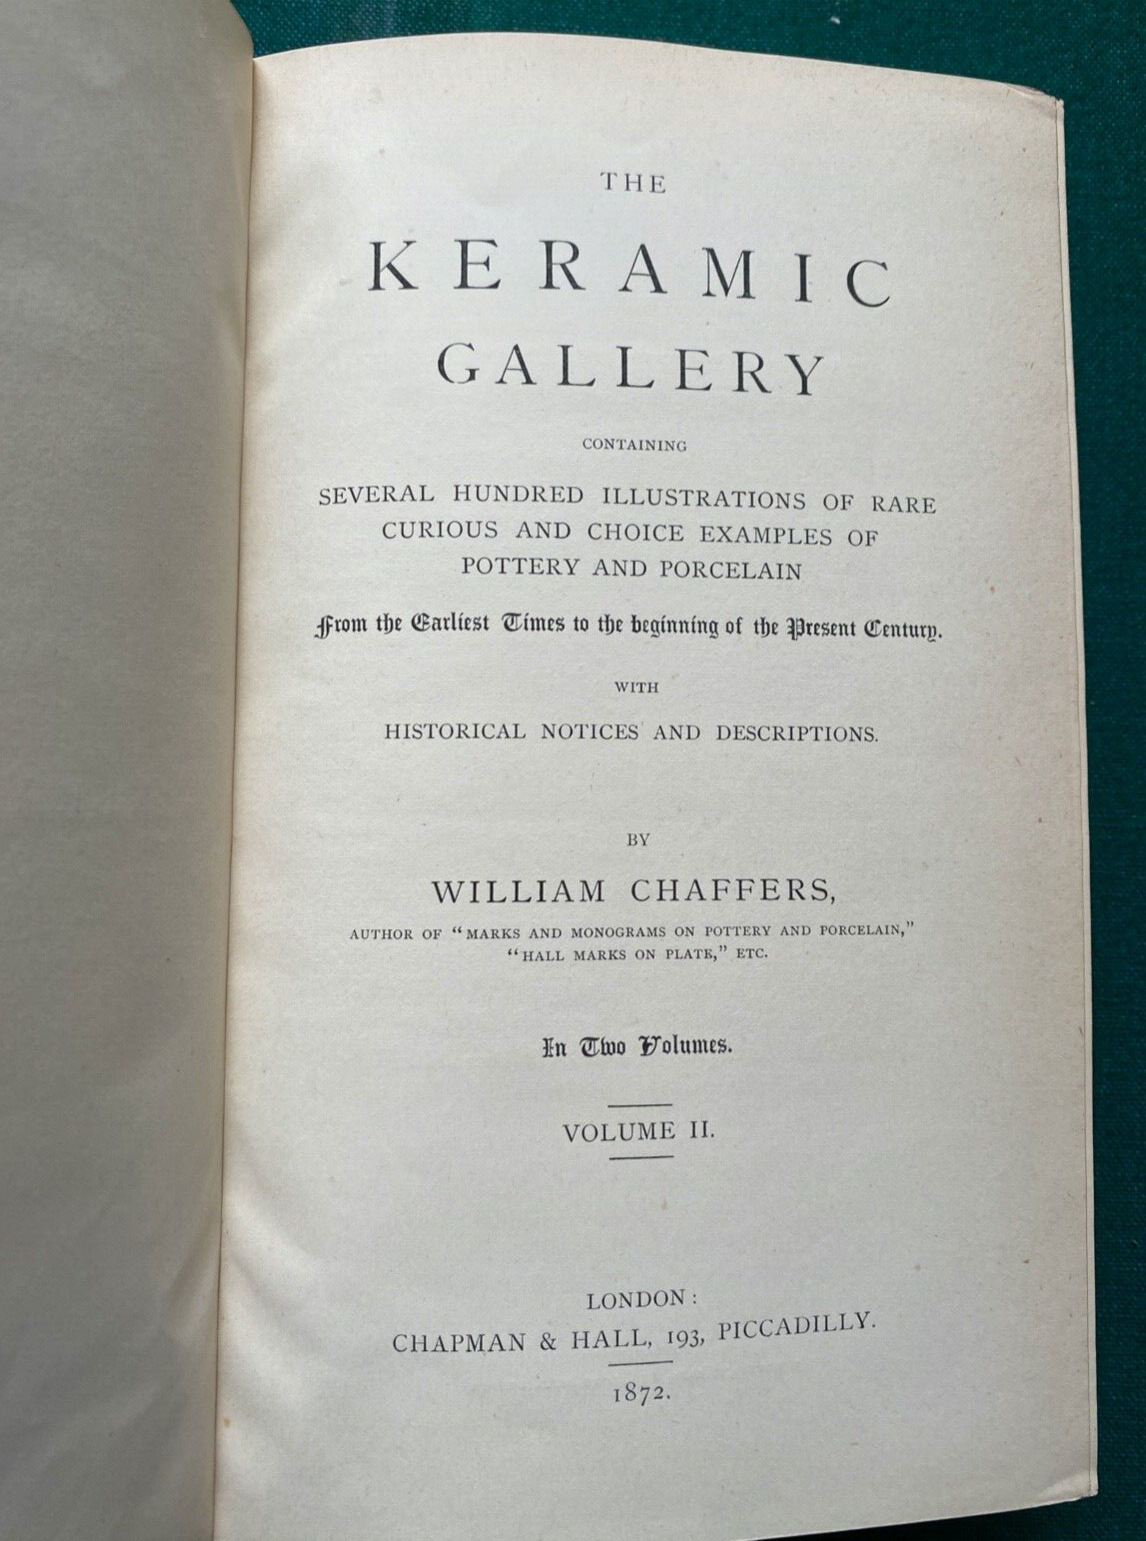 THE
KERAMIC
GALLERY
CONTAINING
SEVERAL HUNDRED ILLUSTRATIONS OF RARE
CURIOUS AND CHOICE EXAMPLES OF
POTTERY AND PORCELAIN
From the Earliest Times to the beginning of the Present Century.
WITH
HISTORICAL NOTICES AND DESCRIPTIONS.
BY
WILLIAM CHAFFERS,
AUTHOR OF “MARKS AND MONOGRAMS ON POTTERY AND PORCELAIN,”
“HALL MARKS ON PLATE,” ETC.
In Two Volumes.
VOLUME II.
LONDON:
CHAPMAN & HALL, 193, PICCADILLY.
1872.